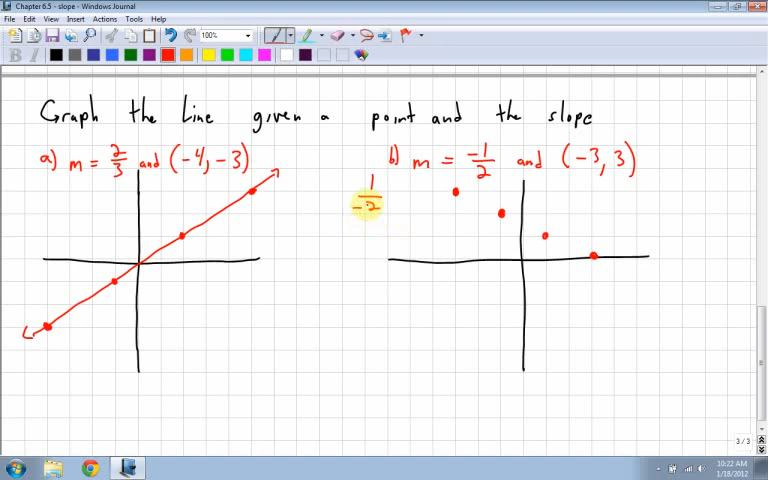 Chapter 6.5 - slope - Windows Journal
File Edit View Insert Actions Tools Help
100%
B I
Graph the Line given a point and the slope
a) m = 2/3 and (-4, -3)
b) m = -1/2 and (-3, 3)
1/-2
3 / 3
10:22 AM
1/18/2012